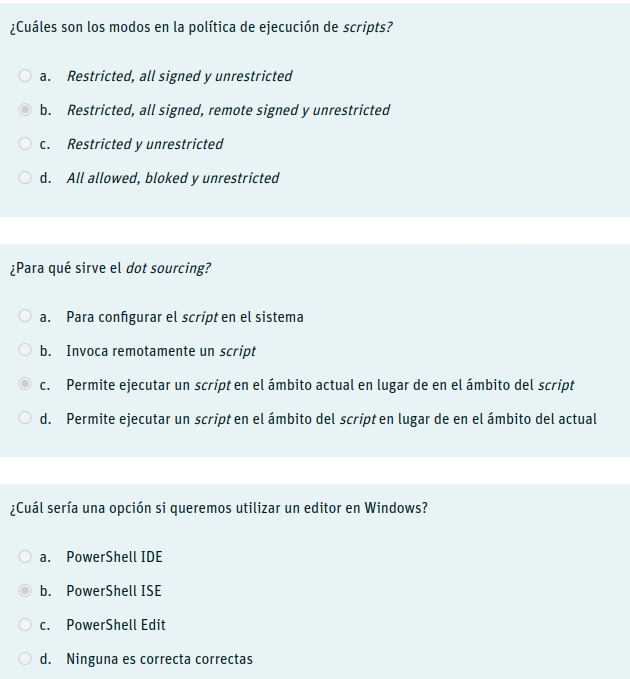 ¿Cuáles son los modos en la política de ejecución de scripts?
a. Restricted, all signed y unrestricted
b. Restricted, all signed, remote signed y unrestricted
c. Restricted y unrestricted
d. All allowed, bloked y unrestricted
¿Para qué sirve el dot sourcing?
a. Para configurar el script en el sistema
b. Invoca remotamente un script
c. Permite ejecutar un script en el ámbito actual en lugar de en el ámbito del script
d. Permite ejecutar un script en el ámbito del script en lugar de en el ámbito del actual
¿Cuál sería una opción si queremos utilizar un editor en Windows?
a. PowerShell IDE
b. PowerShell ISE
c. PowerShell Edit
d. Ninguna es correcta correctas